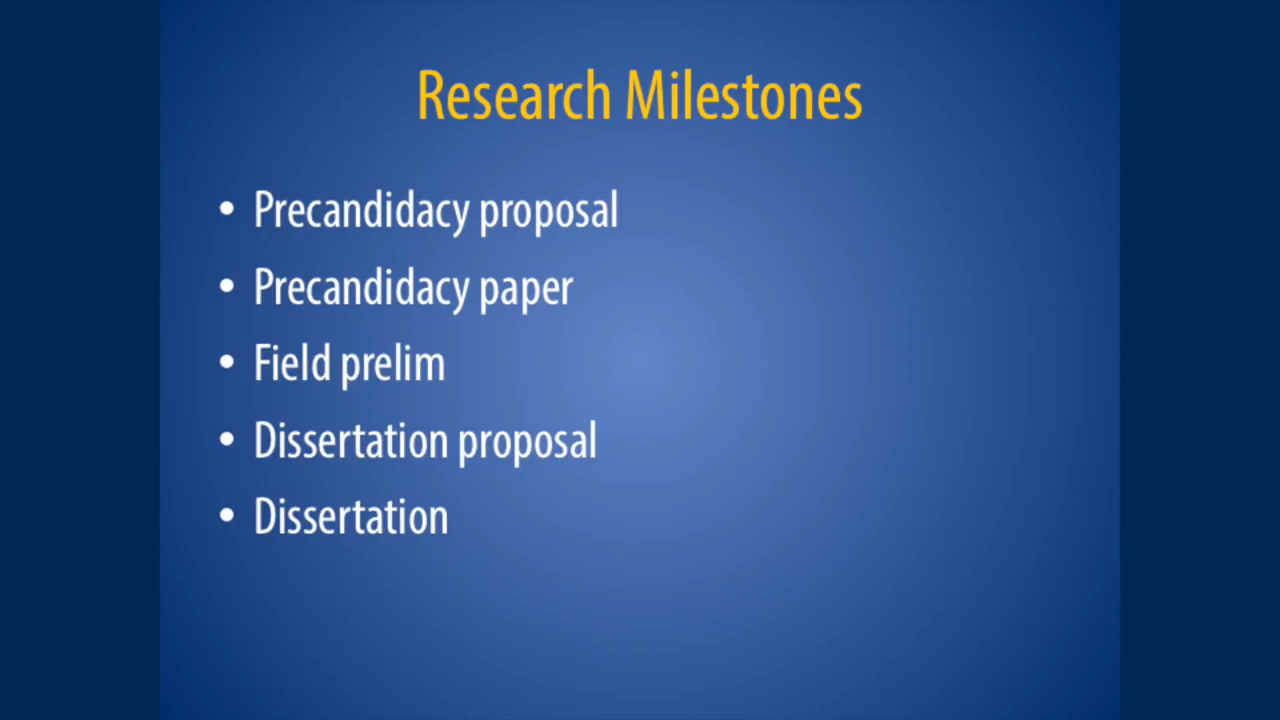 Research Milestones
• Precandidacy proposal
• Precandidacy paper
• Field prelim
• Dissertation proposal
• Dissertation